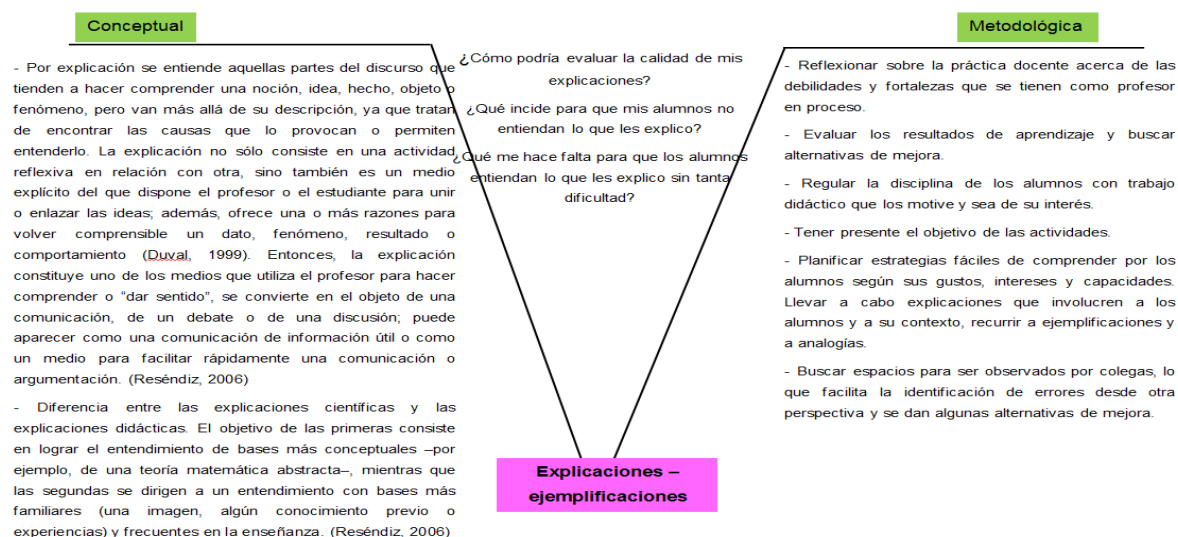 Conceptual
- Por explicación se entiende aquellas partes del discurso que
tienden a hacer comprender una noción, idea, hecho, objeto o
fenómeno, pero van más allá de su descripción, ya que tratan
de encontrar las causas que lo provocan o permiten
entenderlo. La explicación no sólo consiste en una actividad
reflexiva en relación con otra, sino también es un medio
explícito del que dispone el profesor o el estudiante para unir
o enlazar las ideas; además, ofrece una o más razones para
volver comprensible un dato, fenómeno, resultado o
comportamiento (Duval, 1999). Entonces, la explicación
constituye uno de los medios que utiliza el profesor para hacer
comprender o “dar sentido”, se convierte en el objeto de una
comunicación, de un debate o de una discusión; puede
aparecer como una comunicación de información útil o como
un medio para facilitar rápidamente una comunicación o
argumentación. (Reséndiz, 2006)
- Diferencia entre las explicaciones científicas y las
explicaciones didácticas. El objetivo de las primeras consiste
en lograr el entendimiento de bases más conceptuales –por
ejemplo, de una teoría matemática abstracta–, mientras que
las segundas se dirigen a un entendimiento con bases más
familiares (una imagen, algún conocimiento previo o
experiencias) y frecuentes en la enseñanza. (Reséndiz, 2006)
¿Cómo podría evaluar la calidad de mis
explicaciones?
¿Qué incide para que mis alumnos no
entiendan lo que les explico?
¿Qué me hace falta para que los alumnos
entiendan lo que les explico sin tanta
dificultad?
Explicaciones –
ejemplificaciones
Metodológica
- Reflexionar sobre la práctica docente acerca de las
debilidades y fortalezas que se tienen como profesor
en proceso.
- Evaluar los resultados de aprendizaje y buscar
alternativas de mejora.
- Regular la disciplina de los alumnos con trabajo
didáctico que los motive y sea de su interés.
- Tener presente el objetivo de las actividades.
- Planificar estrategias fáciles de comprender por los
alumnos según sus gustos, intereses y capacidades.
Llevar a cabo explicaciones que involucren a los
alumnos y a su contexto, recurrir a ejemplificaciones y
a analogías.
- Buscar espacios para ser observados por colegas, lo
que facilita la identificación de errores desde otra
perspectiva y se dan algunas alternativas de mejora.